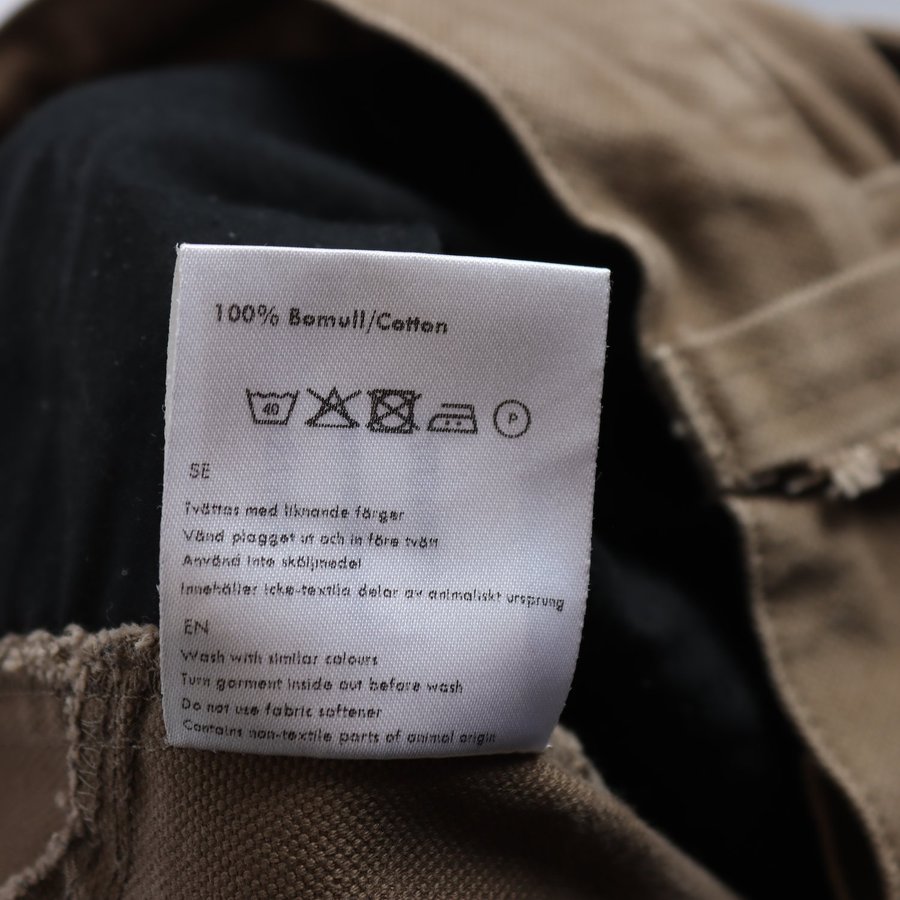 100% Bomull/Cotton
40 P
SE
Tvättas med liknande färger
Vänd plagget ut och in före tvätt
Använd inte sköljmedel
Innehåller icke-textila delar av animaliskt ursprung
EN
Wash with similar colours
Turn garment inside out before wash
Do not use fabric softener
Contains non-textile parts of animal origin